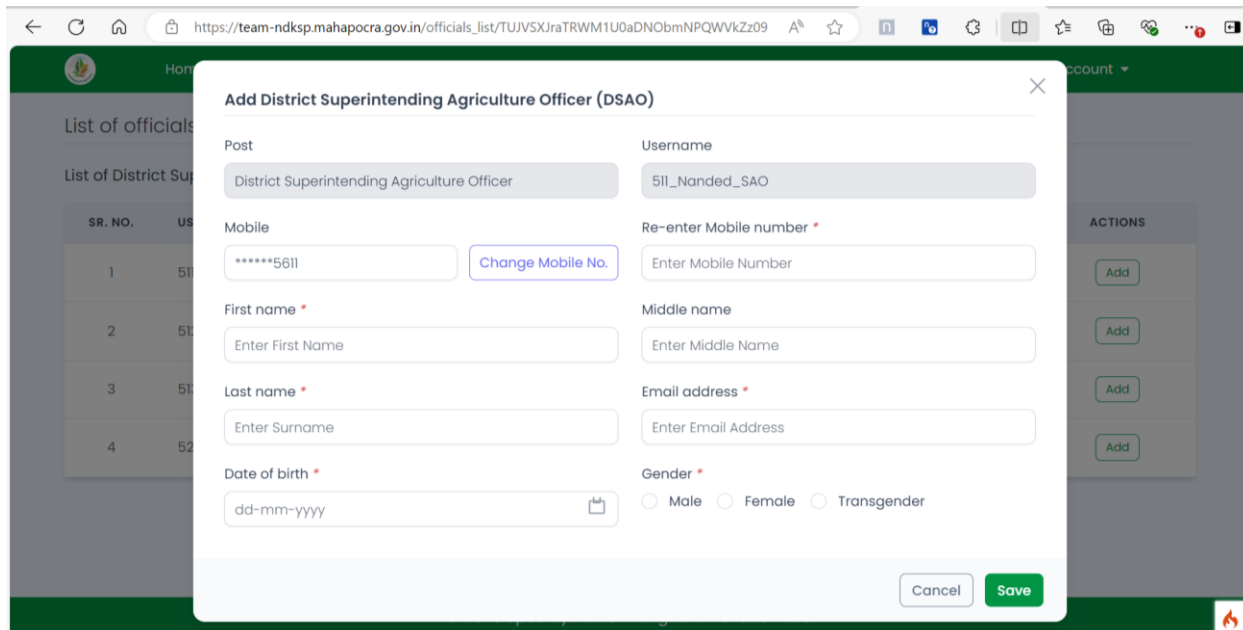 https://team-ndksp.mahapocra.gov.in/officials_list/TUJVSXJraTRWM1U0aDNObmNPQWVkZz09
Hom
ccount
List of officials
List of District Sup
SR. NO. US ACTIONS
1 511 Add
2 512 Add
3 513 Add
4 52 Add
Add District Superintending Agriculture Officer (DSAO)
Post Username
District Superintending Agriculture Officer 511_Nanded_SAO
Mobile Re-enter Mobile number *
******5611 Change Mobile No. Enter Mobile Number
First name * Middle name
Enter First Name Enter Middle Name
Last name * Email address *
Enter Surname Enter Email Address
Date of birth * Gender *
dd-mm-yyyy Male Female Transgender
Cancel Save